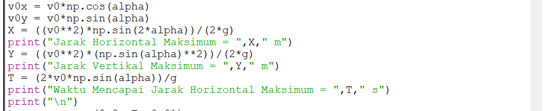 v0x = v0*np.cos(alpha)
v0y = v0*np.sin(alpha)
X = ((v0**2)*np.sin(2*alpha))/(2*g)
print("Jarak Horizontal Maksimum = ",X," m")
Y = ((v0**2)*(np.sin(alpha)**2))/(2*g)
print("Jarak Vertikal Maksimum = ",Y," m")
T = (2*v0*np.sin(alpha))/g
print("Waktu Mencapai Jarak Horizontal Maksimum = ",T," s")
print("\n")